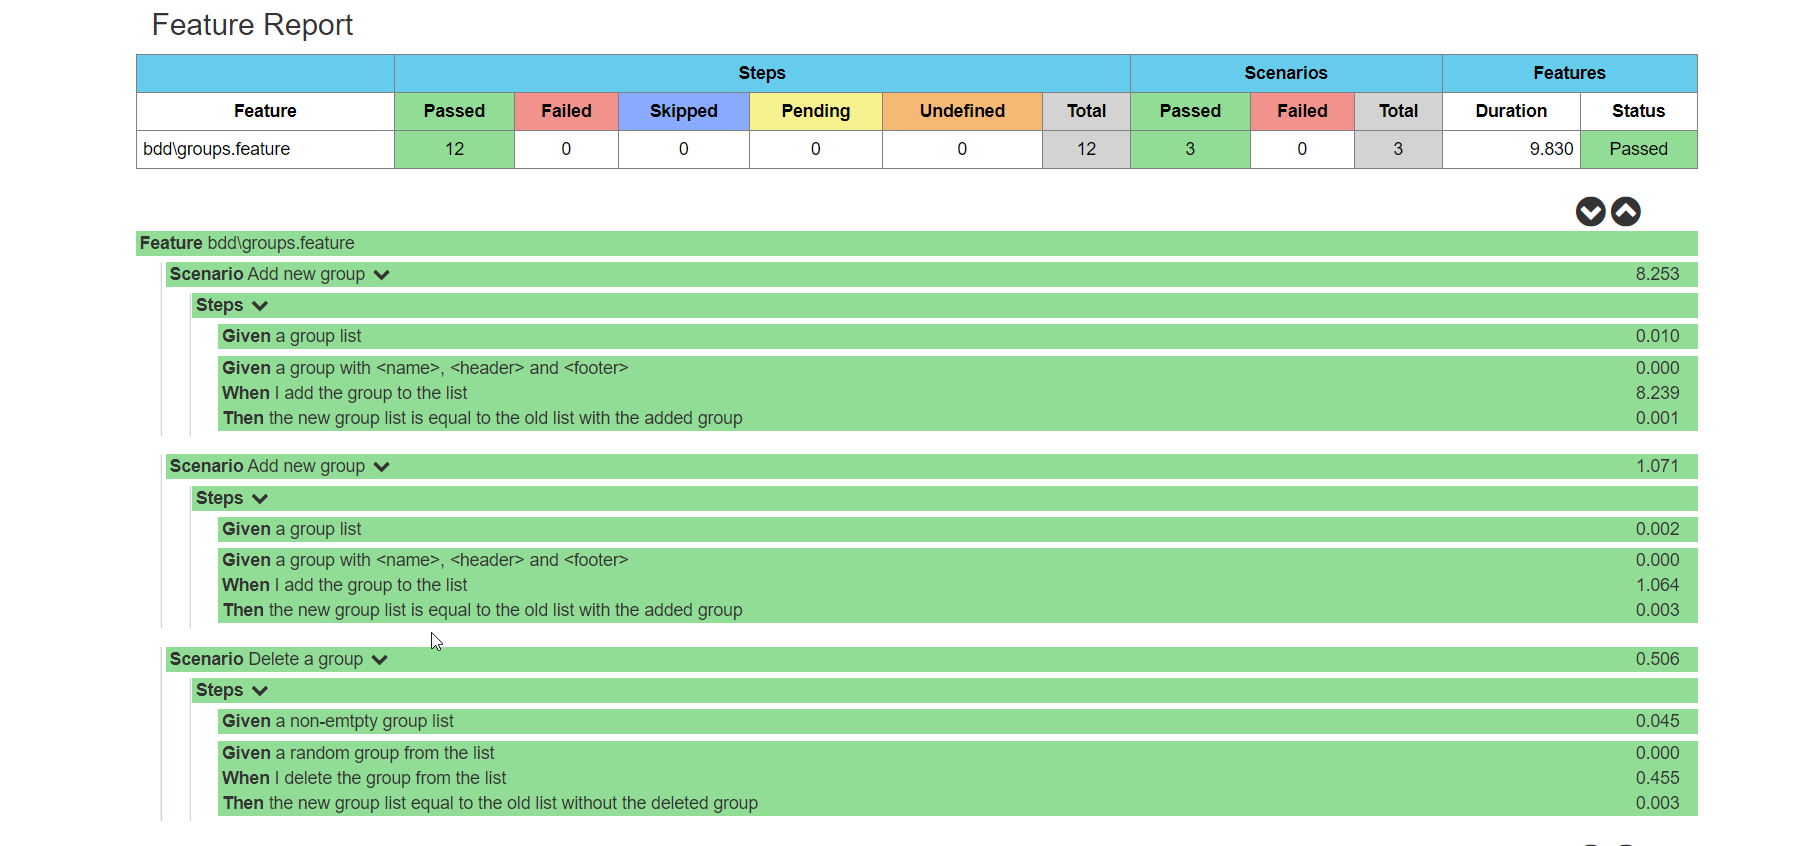 Feature Report
Steps Scenarios Features
Feature Passed Failed Skipped Pending Undefined Total Passed Failed Total Duration Status
bdd\groups.feature 12 0 0 0 0 12 3 0 3 9.830 Passed
Feature bdd\groups.feature
Scenario Add new group 8.253
Steps
Given a group list 0.010
Given a group with <name>, <header> and <footer> 0.000
When I add the group to the list 8.239
Then the new group list is equal to the old list with the added group 0.001
Scenario Add new group 1.071
Steps
Given a group list 0.002
Given a group with <name>, <header> and <footer> 0.000
When I add the group to the list 1.064
Then the new group list is equal to the old list with the added group 0.003
Scenario Delete a group 0.506
Steps
Given a non-emtpty group list 0.045
Given a random group from the list 0.000
When I delete the group from the list 0.455
Then the new group list equal to the old list without the deleted group 0.003